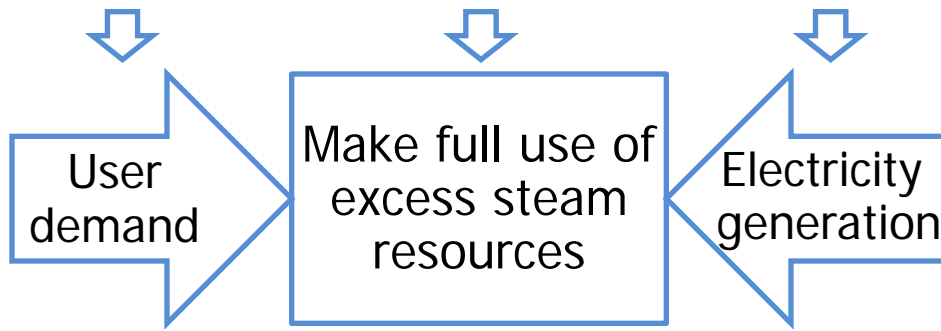 User
demand
Make full use of
excess steam
resources
Electricity
generation